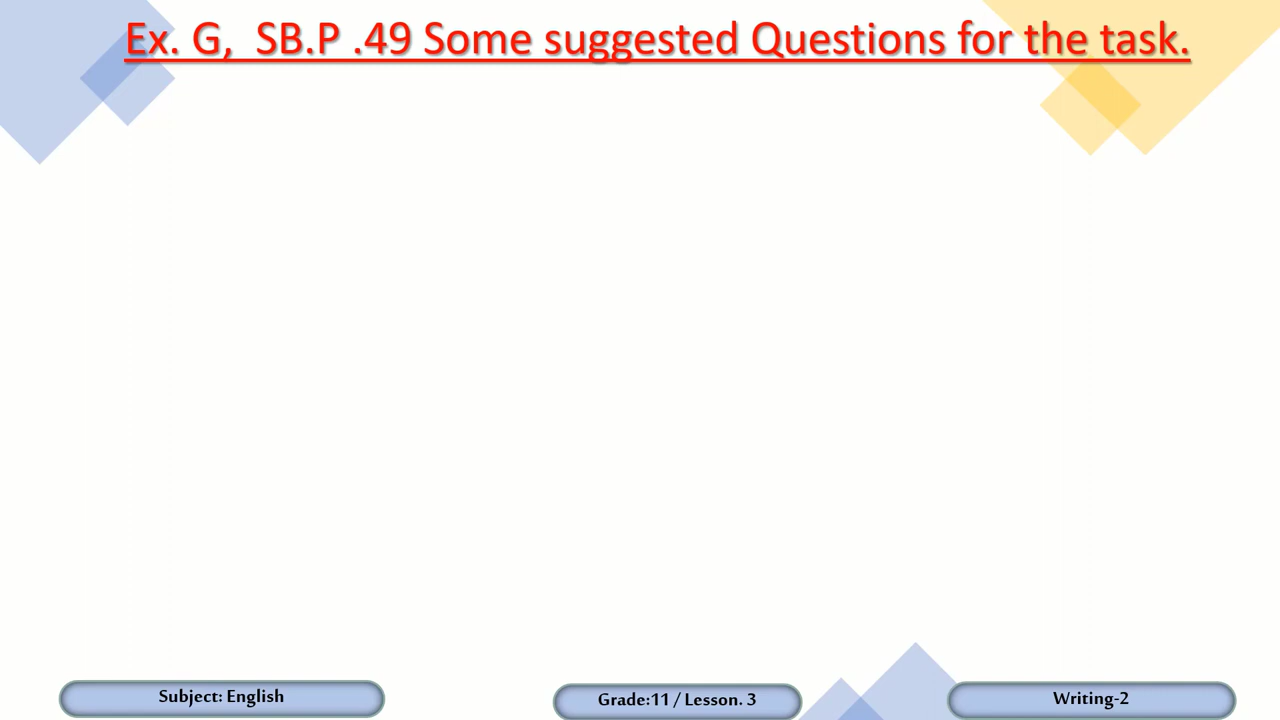 Ex. G,  SB.P .49 Some suggested Questions for the task.
Subject: English
Grade:11 / Lesson. 3
Writing-2